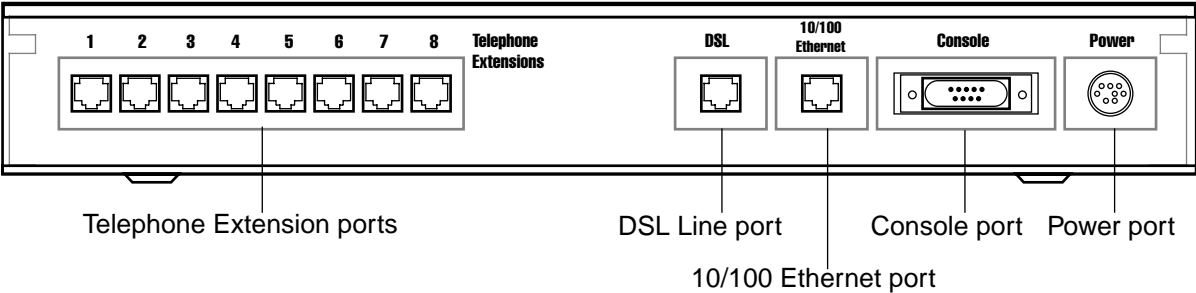 1 2 3 4 5 6 7 8 Telephone
Extensions
DSL
10/100
Ethernet
Console
Power
Telephone Extension ports
DSL Line port
Console port
Power port
10/100 Ethernet port